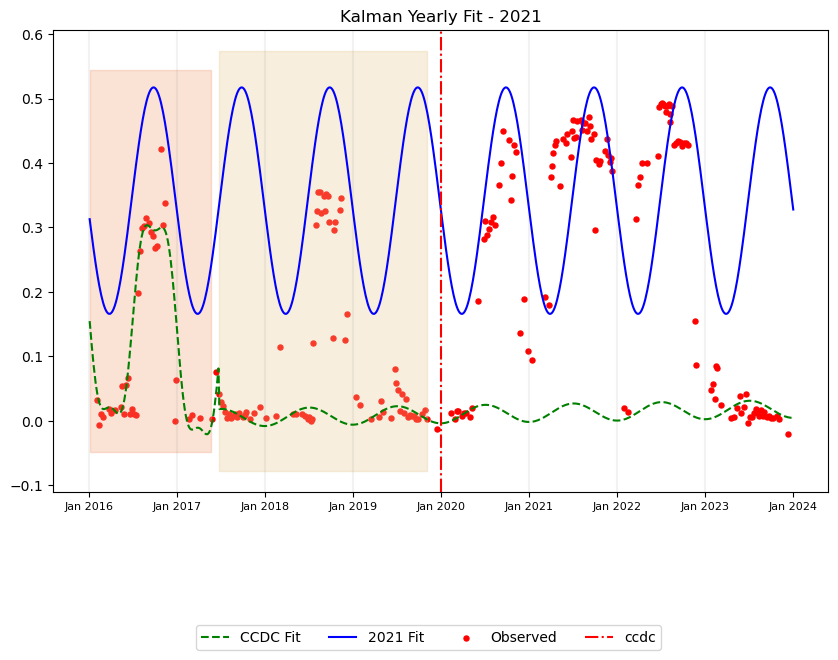 Kalman Yearly Fit - 2021
0.6
0.5
0.4
0.3
0.2
0.1
0.0
−0.1
Jan 2016 Jan 2017 Jan 2018 Jan 2019 Jan 2020 Jan 2021 Jan 2022 Jan 2023 Jan 2024
CCDC Fit 2021 Fit Observed ccdc